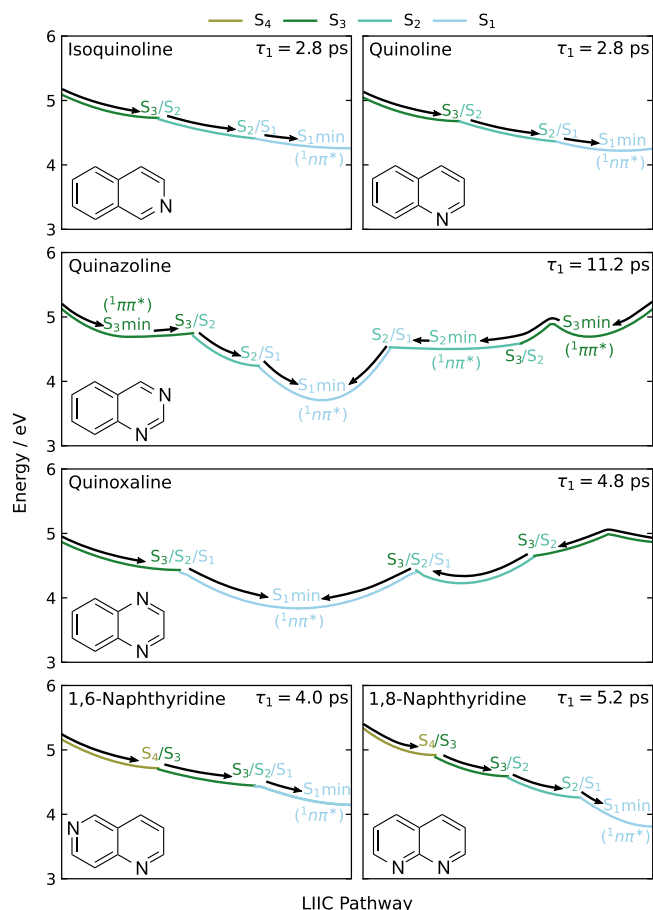 S₄ S₃ S₂ S₁
Energy / eV
6
5
4
3
Isoquinoline
τ₁ = 2.8 ps
S₃/S₂
S₂/S₁
S₁min
(¹nπ*)
N
Quinoline
τ₁ = 2.8 ps
S₃/S₂
S₂/S₁
S₁min
(¹nπ*)
N
6
5
4
3
Quinazoline
τ₁ = 11.2 ps
(¹ππ*)
S₃min
S₃/S₂
S₂/S₁
S₁min
(¹nπ*)
S₂/S₁
S₂min
(¹nπ*)
S₃/S₂
S₃min
(¹ππ*)
N
N
6
5
4
3
Quinoxaline
τ₁ = 4.8 ps
S₃/S₂/S₁
S₁min
(¹nπ*)
S₃/S₂/S₁
S₃/S₂
N
N
6
5
4
3
1,6-Naphthyridine
τ₁ = 4.0 ps
S₄/S₃
S₃/S₂/S₁
S₁min
(¹nπ*)
N
N
1,8-Naphthyridine
τ₁ = 5.2 ps
S₄/S₃
S₃/S₂
S₂/S₁
S₁min
(¹nπ*)
N N
LIIC Pathway